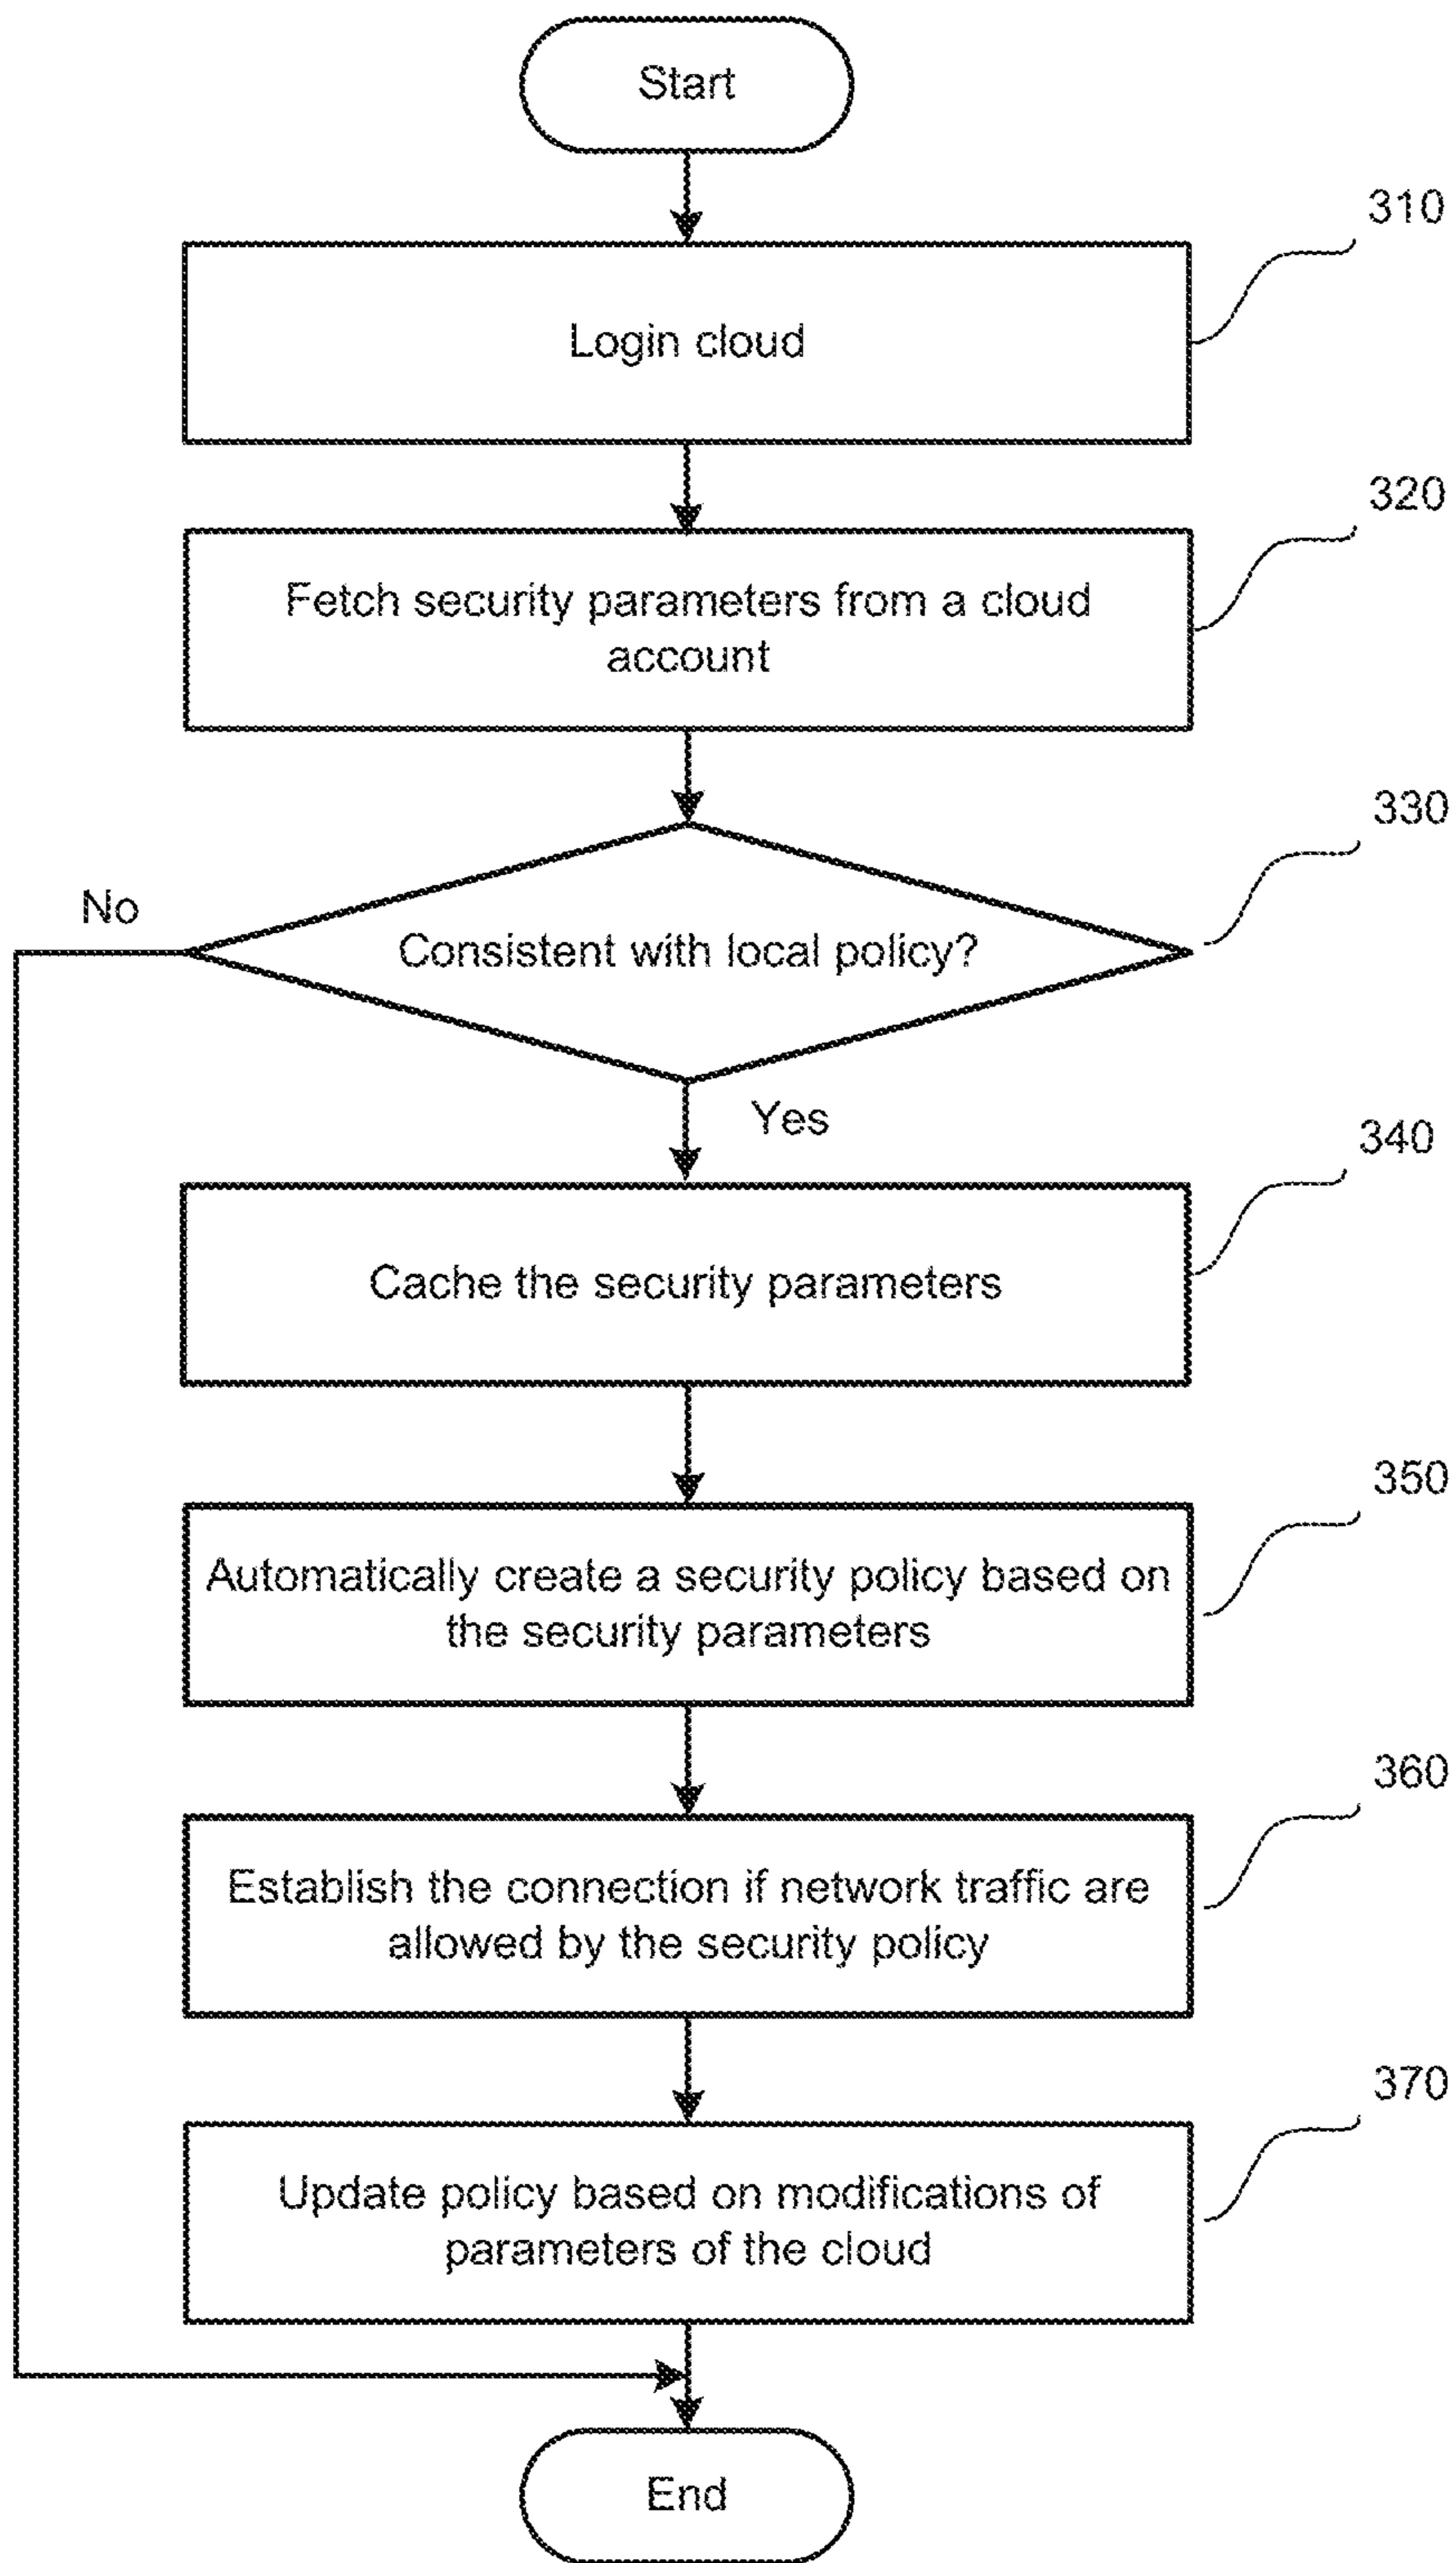 Start
310
Login cloud
320
Fetch security parameters from a cloud
account
330
No
Consistent with local policy?
Yes
340
Cache the security parameters
350
Automatically create a security policy based on
the security parameters
360
Establish the connection if network traffic are
allowed by the security policy
370
Update policy based on modifications of
parameters of the cloud
End